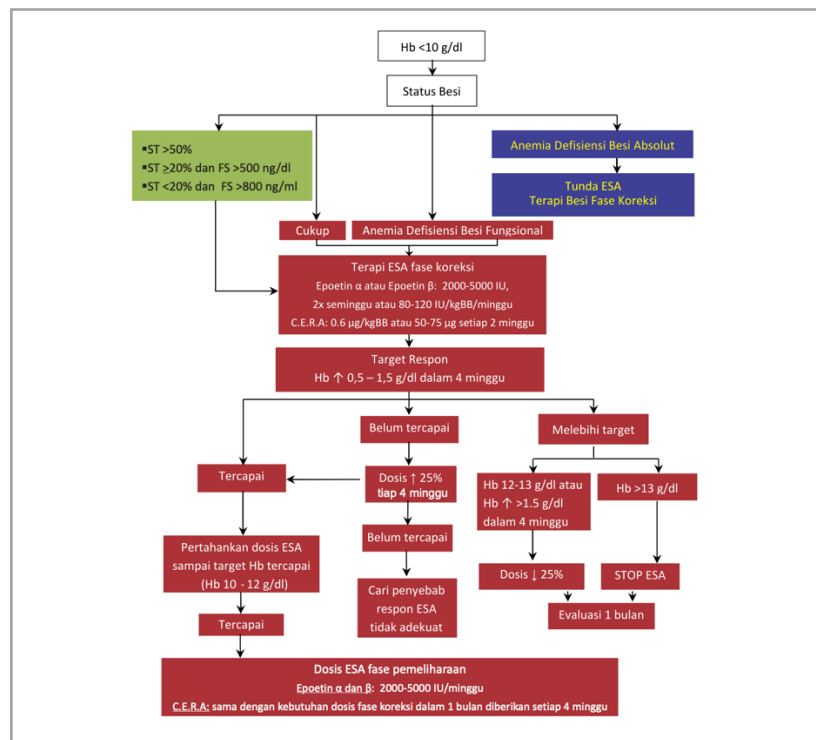 Hb <10 g/dl
Status Besi
▪ST >50%
▪ST ≥20% dan FS >500 ng/dl
▪ST <20% dan FS >800 ng/ml
Anemia Defisiensi Besi Absolut
Tunda ESA
Terapi Besi Fase Koreksi
Cukup
Anemia Defisiensi Besi Fungsional
Terapi ESA fase koreksi
Epoetin α atau Epoetin β: 2000-5000 IU,
2x seminggu atau 80-120 IU/kgBB/minggu
C.E.R.A: 0.6 µg/kgBB atau 50-75 µg setiap 2 minggu
Target Respon
Hb ↑ 0,5 – 1,5 g/dl dalam 4 minggu
Tercapai
Belum tercapai
Melebihi target
Dosis ↑ 25%
tiap 4 minggu
Hb 12-13 g/dl atau
Hb ↑ >1.5 g/dl
dalam 4 minggu
Hb >13 g/dl
Pertahankan dosis ESA
sampai target Hb tercapai
(Hb 10 - 12 g/dl)
Belum tercapai
Dosis ↓ 25%
STOP ESA
Cari penyebab
respon ESA
tidak adekuat
Evaluasi 1 bulan
Tercapai
Dosis ESA fase pemeliharaan
Epoetin α dan β: 2000-5000 IU/minggu
C.E.R.A: sama dengan kebutuhan dosis fase koreksi dalam 1 bulan diberikan setiap 4 minggu